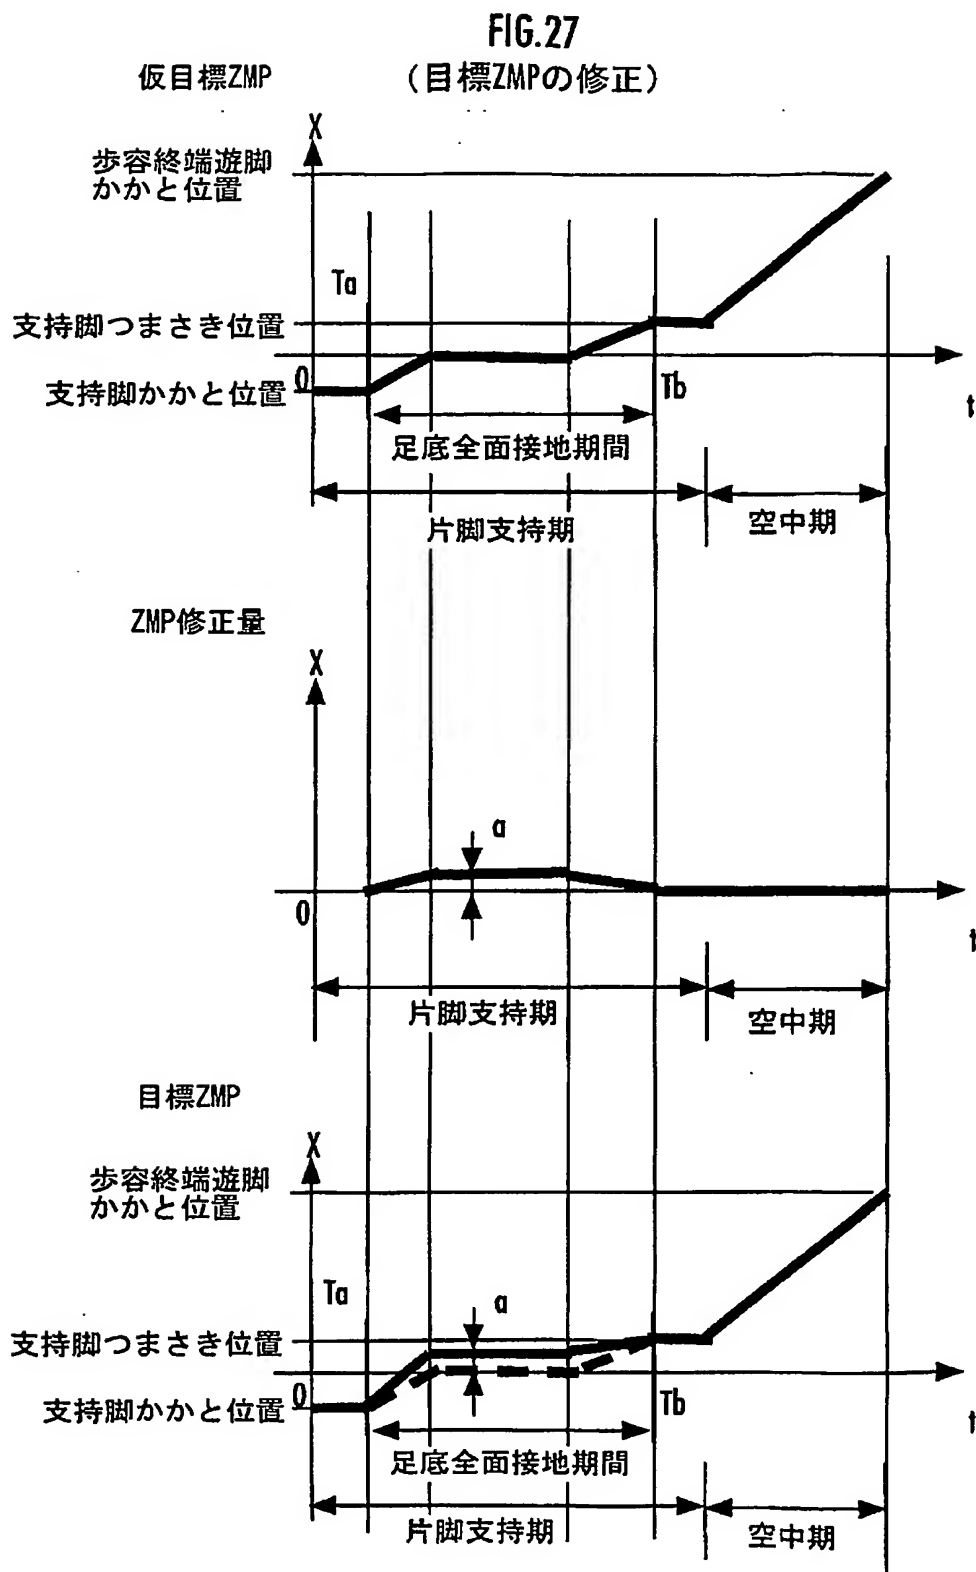 FIG.27
(目標ZMPの修正)
仮目標ZMP
X
歩容終端遊脚
かかと位置
Ta
支持脚つまさき位置
0
支持脚かかと位置
Tb
t
足底全面接地期間
片脚支持期
空中期
ZMP修正量
X
a
0
t
片脚支持期
空中期
目標ZMP
X
歩容終端遊脚
かかと位置
Ta
a
支持脚つまさき位置
0
支持脚かかと位置
Tb
t
足底全面接地期間
片脚支持期
空中期